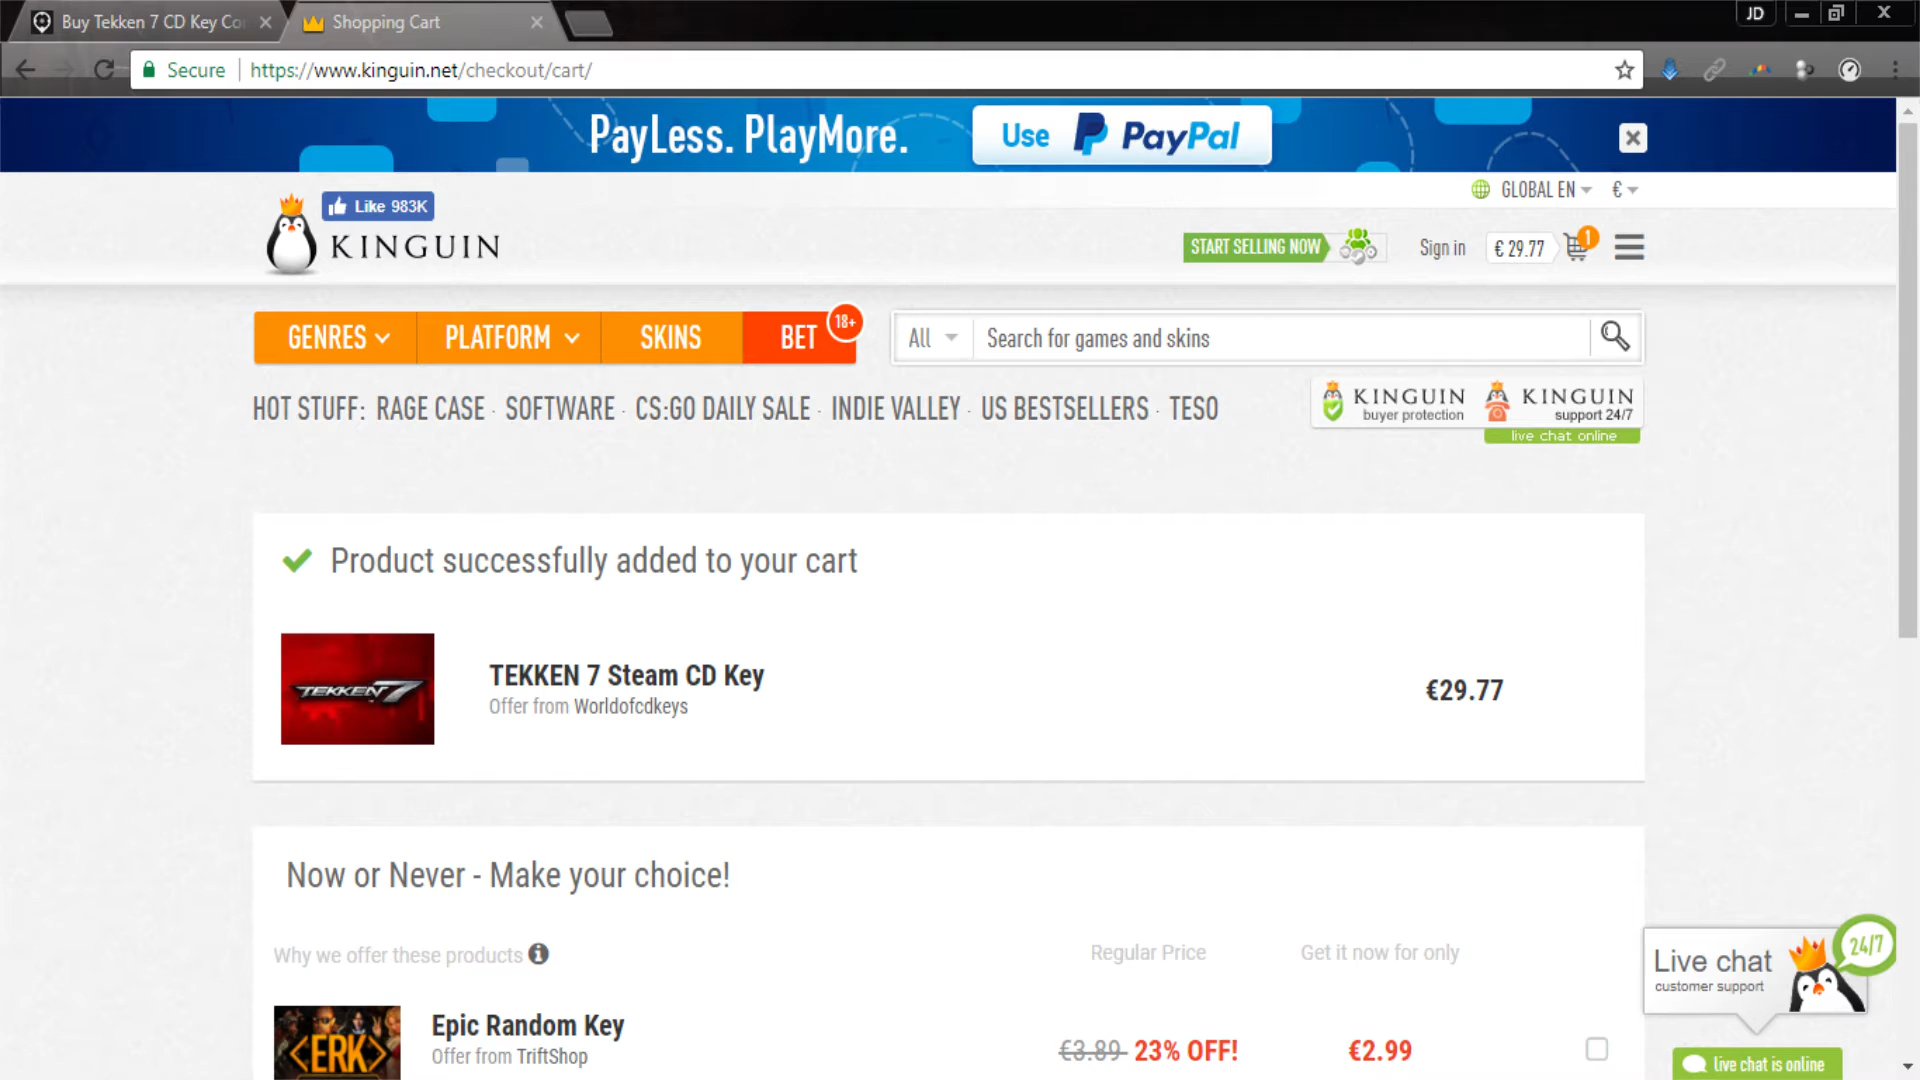 Buy Tekken 7 CD Key Co
Shopping Cart
JD
Secure
https://www.kinguin.net/checkout/cart/
PayLess. PlayMore.
Use PayPal
GLOBAL EN
€
Like 983K
KINGUIN
START SELLING NOW
Sign in
€ 29.77
1
GENRES
PLATFORM
SKINS
BET
18+
All
Search for games and skins
HOT STUFF: RAGE CASE · SOFTWARE · CS:GO DAILY SALE · INDIE VALLEY · US BESTSELLERS · TESO
KINGUIN
buyer protection
KINGUIN
support 24/7
live chat online
Product successfully added to your cart
TEKKEN 7
TEKKEN 7 Steam CD Key
Offer from Worldofcdkeys
€29.77
Now or Never - Make your choice!
Why we offer these products
Regular Price
Get it now for only
<ERK>
Epic Random Key
Offer from TriftShop
€3.89 23% OFF!
€2.99
Live chat
customer support
24/7
live chat is online